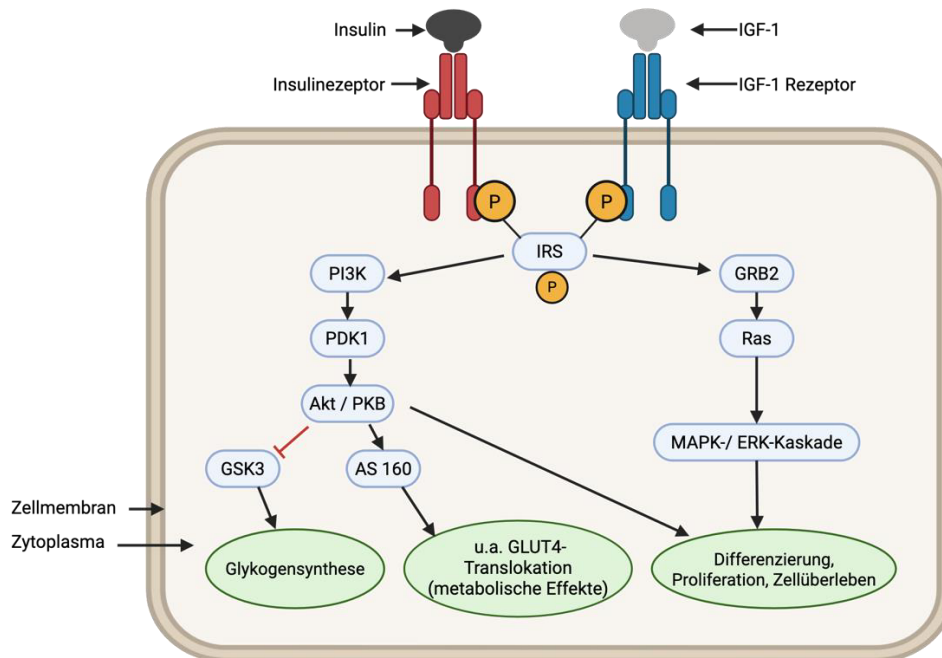 Insulin
IGF-1
Insulinezeptor
IGF-1 Rezeptor
P
P
IRS
P
PI3K
GRB2
PDK1
Ras
Akt / PKB
MAPK-/ ERK-Kaskade
GSK3
AS 160
Zellmembran
Zytoplasma
Glykogensynthese
u.a. GLUT4-
Translokation
(metabolische Effekte)
Differenzierung,
Proliferation, Zellüberleben